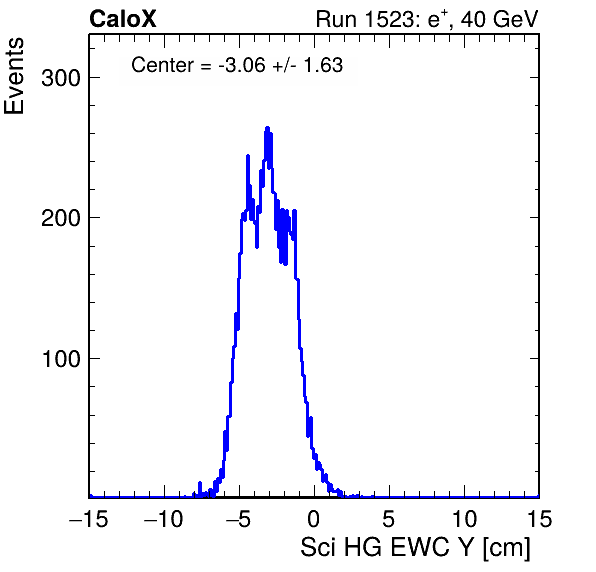 CaloX Run 1523: e⁺, 40 GeV
Center = -3.06 +/- 1.63
Events
300
200
100
−15 −10 −5 0 5 10 15
Sci HG EWC Y [cm]